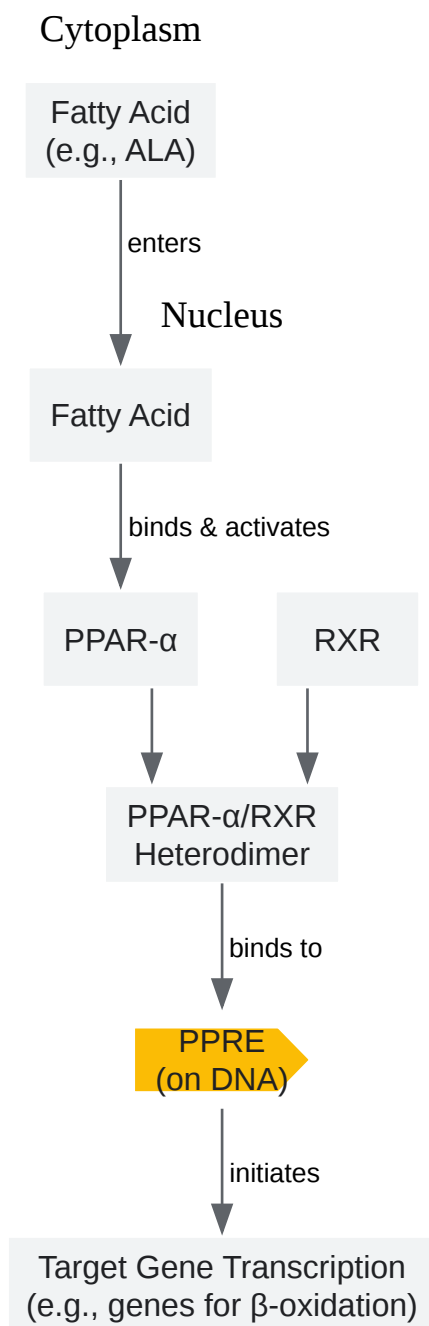 Cytoplasm
Fatty Acid
(e.g., ALA)
enters
Nucleus
Fatty Acid
binds & activates
PPAR-α
RXR
PPAR-α/RXR
Heterodimer
binds to
PPRE
(on DNA)
initiates
Target Gene Transcription
(e.g., genes for β-oxidation)